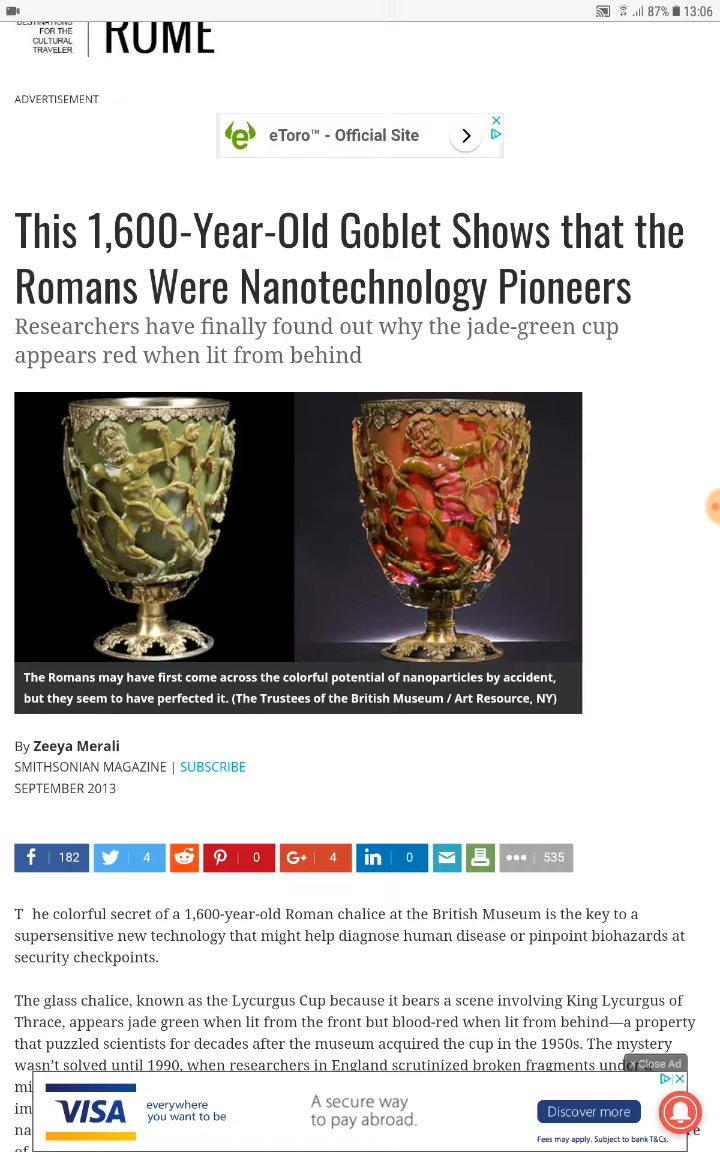 87% 13:06
DESTINATIONS
FOR THE
CULTURAL
TRAVELER
ROME
ADVERTISEMENT
eToro™ - Official Site
This 1,600-Year-Old Goblet Shows that the
Romans Were Nanotechnology Pioneers
Researchers have finally found out why the jade-green cup
appears red when lit from behind
The Romans may have first come across the colorful potential of nanoparticles by accident,
but they seem to have perfected it. (The Trustees of the British Museum / Art Resource, NY)
By Zeeya Merali
SMITHSONIAN MAGAZINE | SUBSCRIBE
SEPTEMBER 2013
182 4 0 G+ 4 in 0 535
T he colorful secret of a 1,600-year-old Roman chalice at the British Museum is the key to a
supersensitive new technology that might help diagnose human disease or pinpoint biohazards at
security checkpoints.
The glass chalice, known as the Lycurgus Cup because it bears a scene involving King Lycurgus of
Thrace, appears jade green when lit from the front but blood-red when lit from behind—a property
that puzzled scientists for decades after the museum acquired the cup in the 1950s. The mystery
wasn't solved until 1990, when researchers in England scrutinized broken fragments under
× Close Ad
VISA
everywhere
you want to be
A secure way
to pay abroad.
Discover more
Fees may apply. Subject to bank T&Cs.